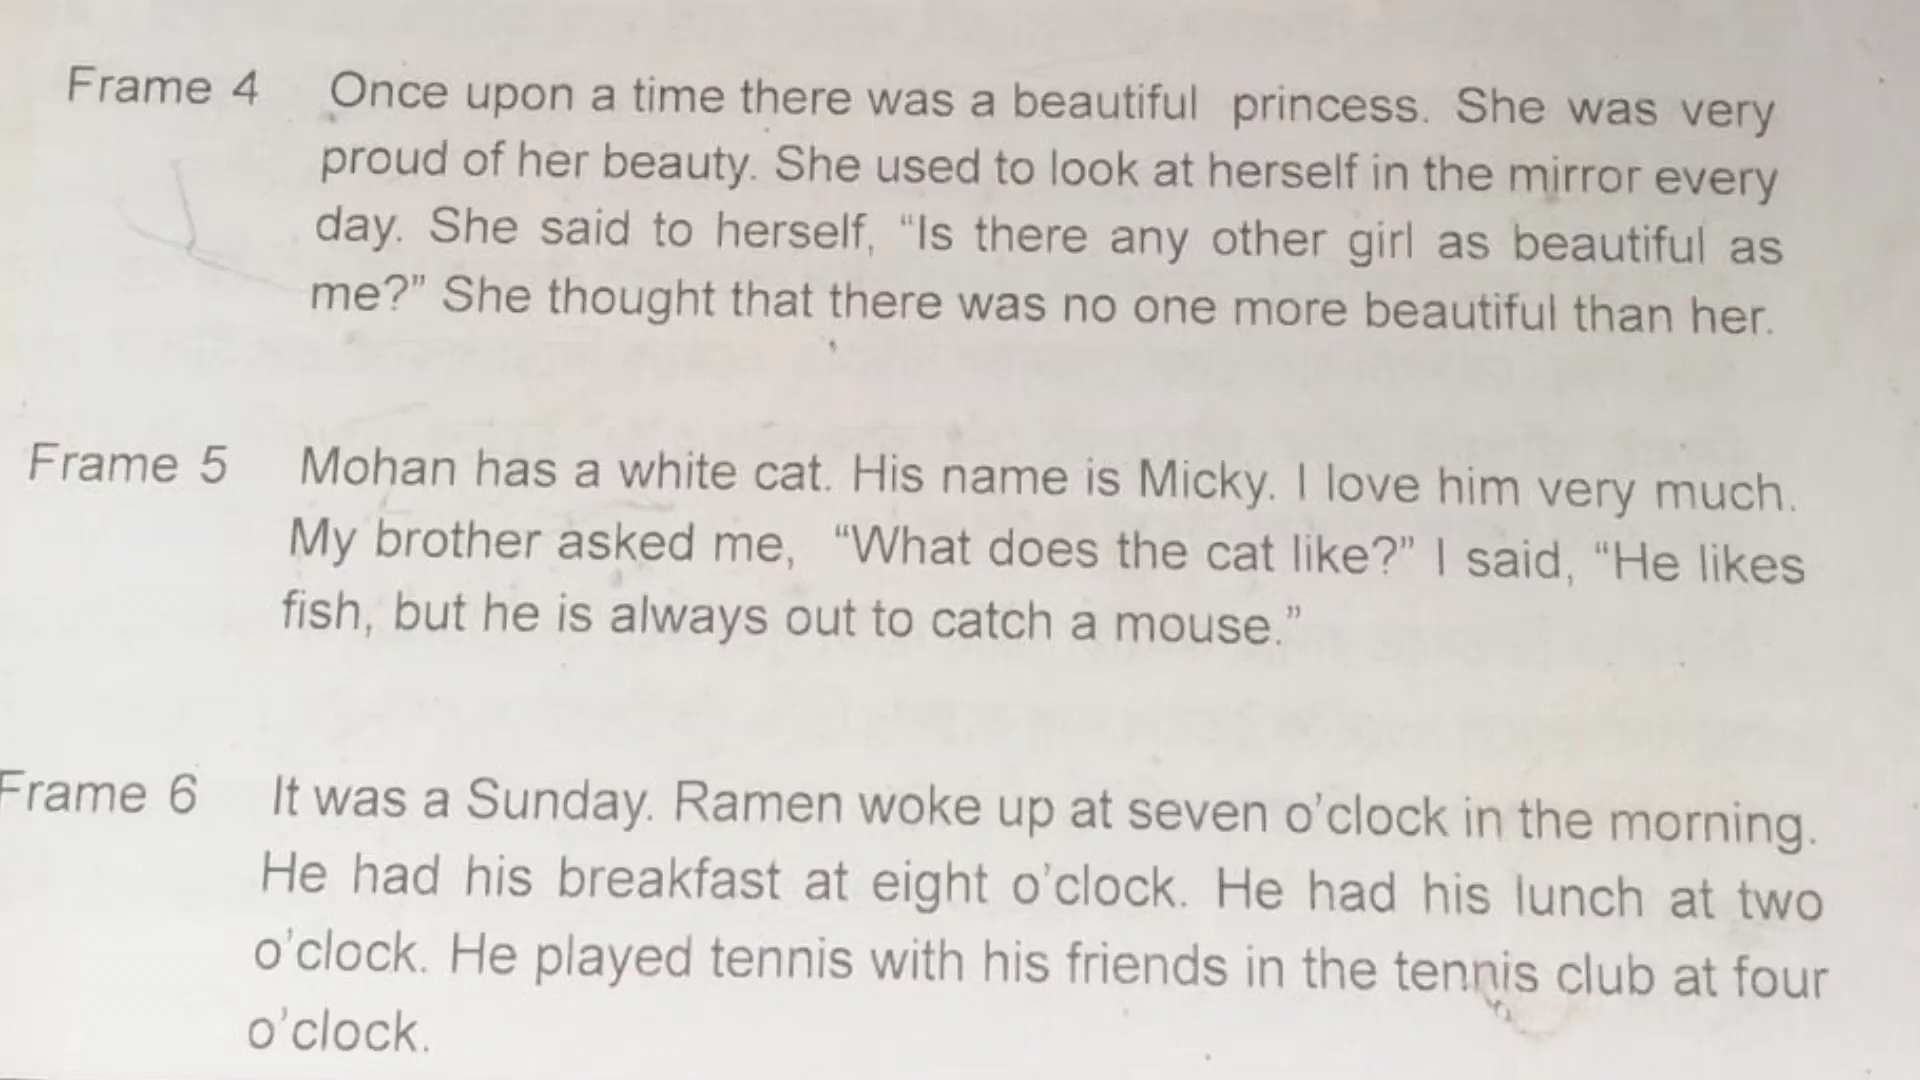 Frame 4 Once upon a time there was a beautiful princess. She was very
proud of her beauty. She used to look at herself in the mirror every
day. She said to herself, “Is there any other girl as beautiful as
me?” She thought that there was no one more beautiful than her.
Frame 5 Mohan has a white cat. His name is Micky. I love him very much.
My brother asked me, “What does the cat like?” I said, “He likes
fish, but he is always out to catch a mouse.”
Frame 6 It was a Sunday. Ramen woke up at seven o’clock in the morning.
He had his breakfast at eight o’clock. He had his lunch at two
o’clock. He played tennis with his friends in the tennis club at four
o’clock.